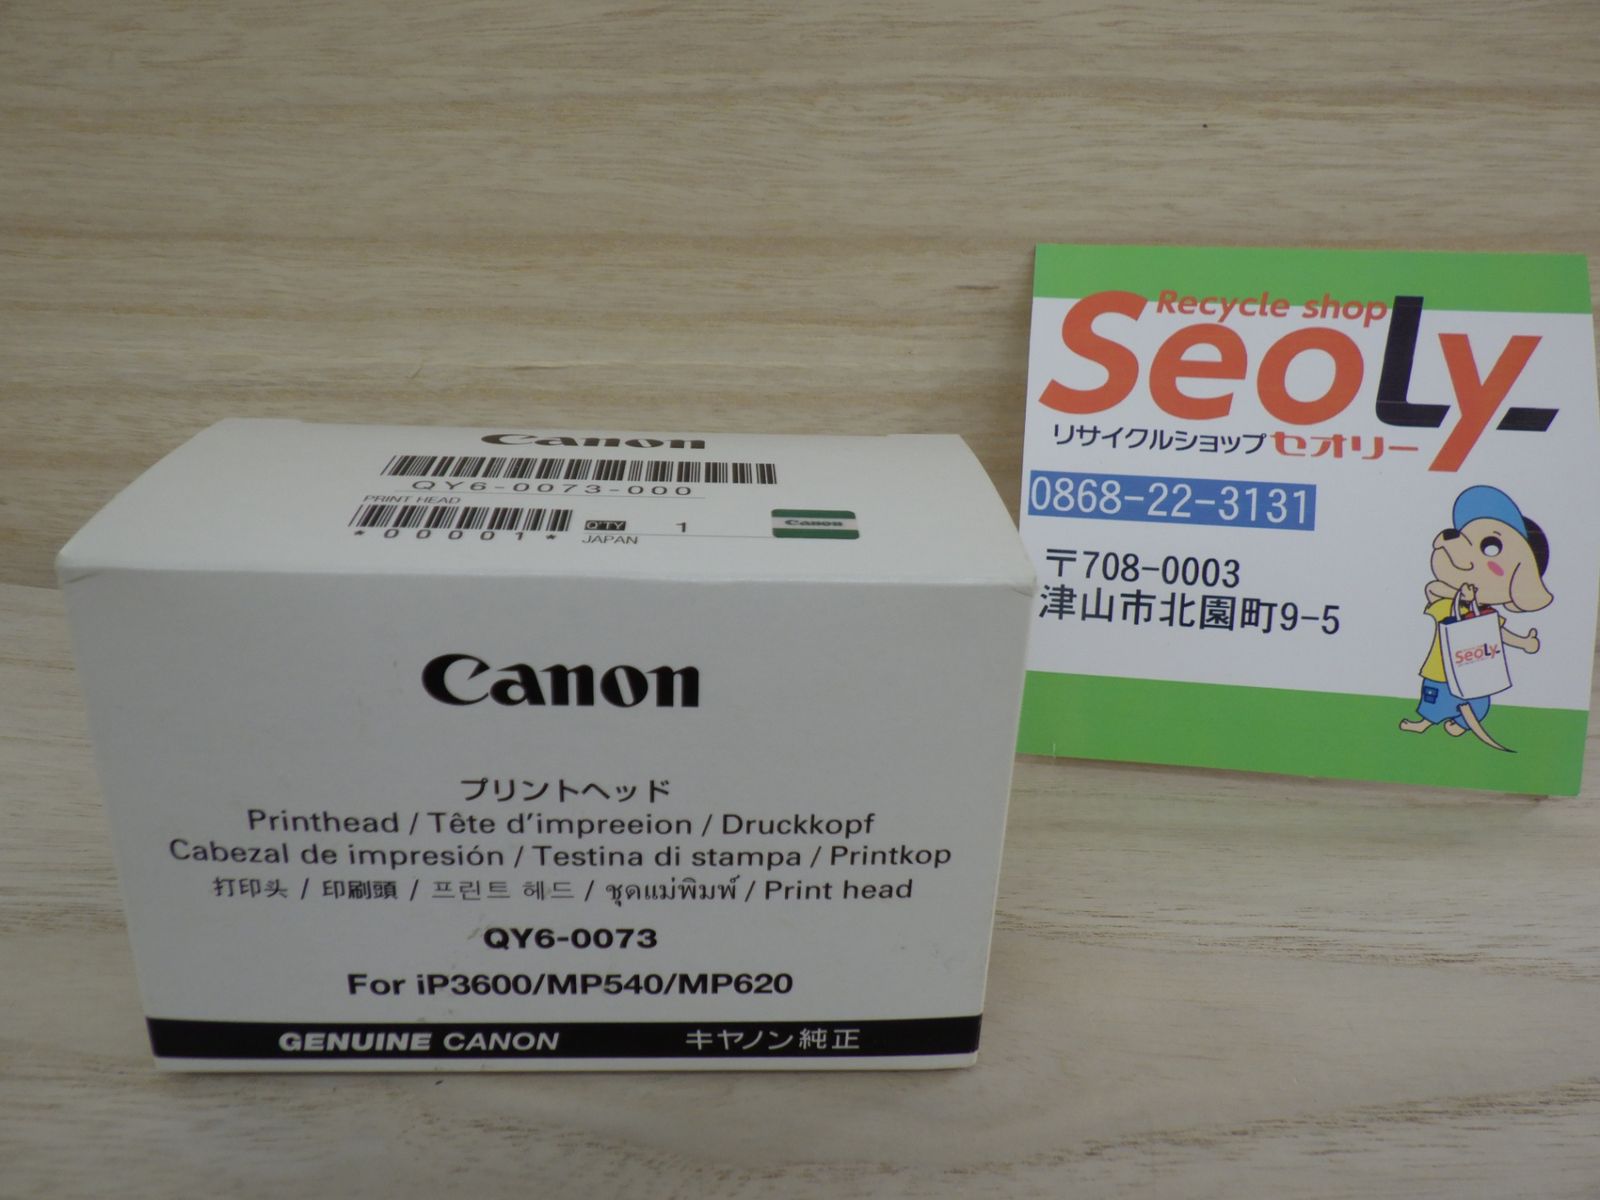 Canon
QY6-0073-000
PRINT HEAD
*00001*
Q'TY 1
JAPAN
Canon
Canon
プリントヘッド
Printhead / Tête d'impreeion / Druckkopf
Cabezal de impresión / Testina di stampa / Printkop
打印头 / 印刷頭 / 프린트 헤드 / ชุดแม่พิมพ์ / Print head
QY6-0073
For iP3600/MP540/MP620
GENUINE CANON キヤノン純正
Recycle shop
SeoLy
リサイクルショップ セオリー
0868-22-3131
〒708-0003
津山市北園町9-5
SeoLy